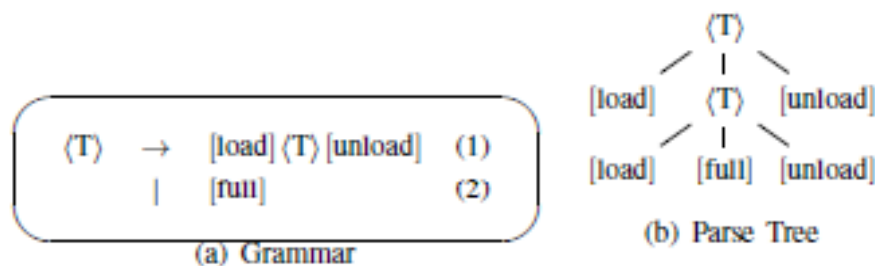 ⟨T⟩ → [load] ⟨T⟩ [unload] (1)
| [full] (2)
(a) Grammar
⟨T⟩
[load] ⟨T⟩ [unload]
[load] [full] [unload]
(b) Parse Tree